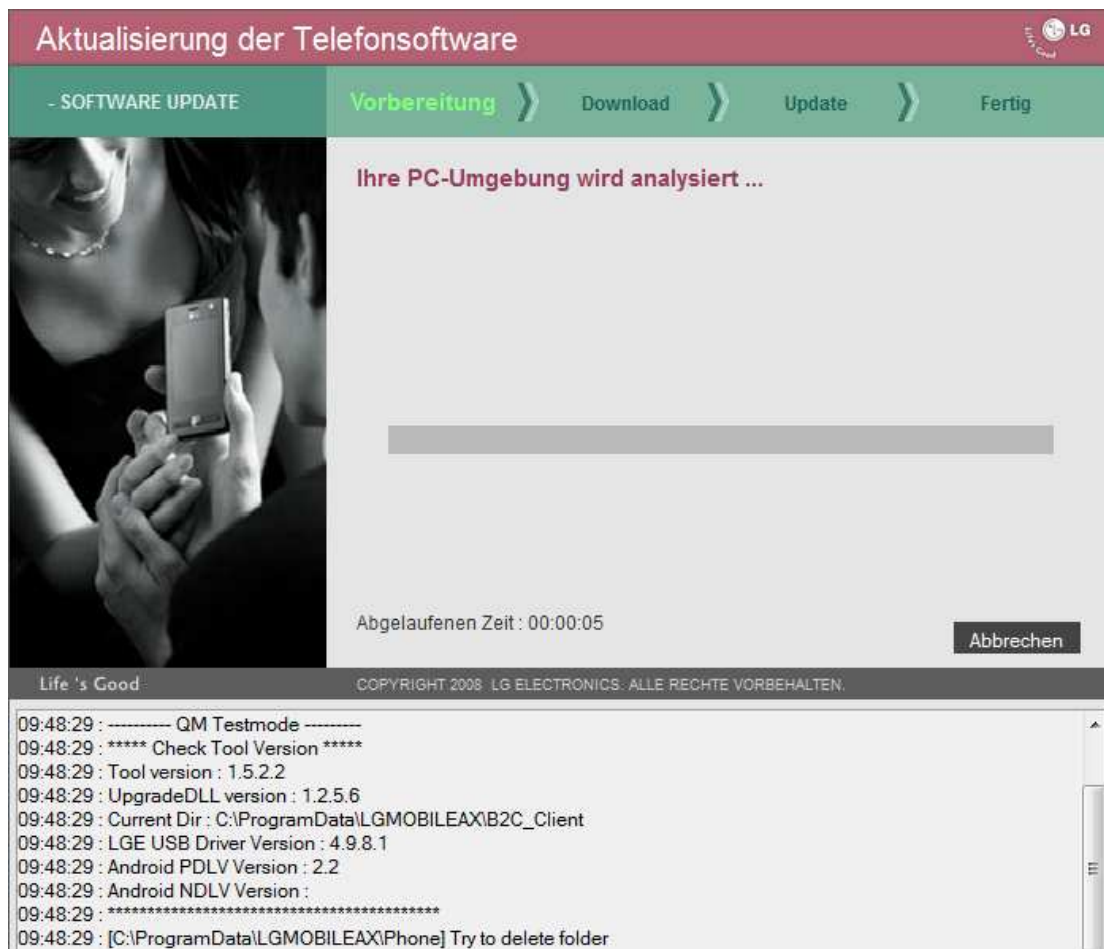 Aktualisierung der Telefonsoftware
Life's Good
LG
- SOFTWARE UPDATE
Vorbereitung
Download
Update
Fertig
Ihre PC-Umgebung wird analysiert ...
Abgelaufenen Zeit : 00:00:05
Abbrechen
Life 's Good
COPYRIGHT 2008 LG ELECTRONICS. ALLE RECHTE VORBEHALTEN.
09:48:29 : ---------- QM Testmode ---------
09:48:29 : ***** Check Tool Version *****
09:48:29 : Tool version : 1.5.2.2
09:48:29 : UpgradeDLL version : 1.2.5.6
09:48:29 : Current Dir : C:\ProgramData\LGMOBILEAX\B2C_Client
09:48:29 : LGE USB Driver Version : 4.9.8.1
09:48:29 : Android PDLV Version : 2.2
09:48:29 : Android NDLV Version :
09:48:29 : ******************************************
09:48:29 : [C:\ProgramData\LGMOBILEAX\Phone] Try to delete folder